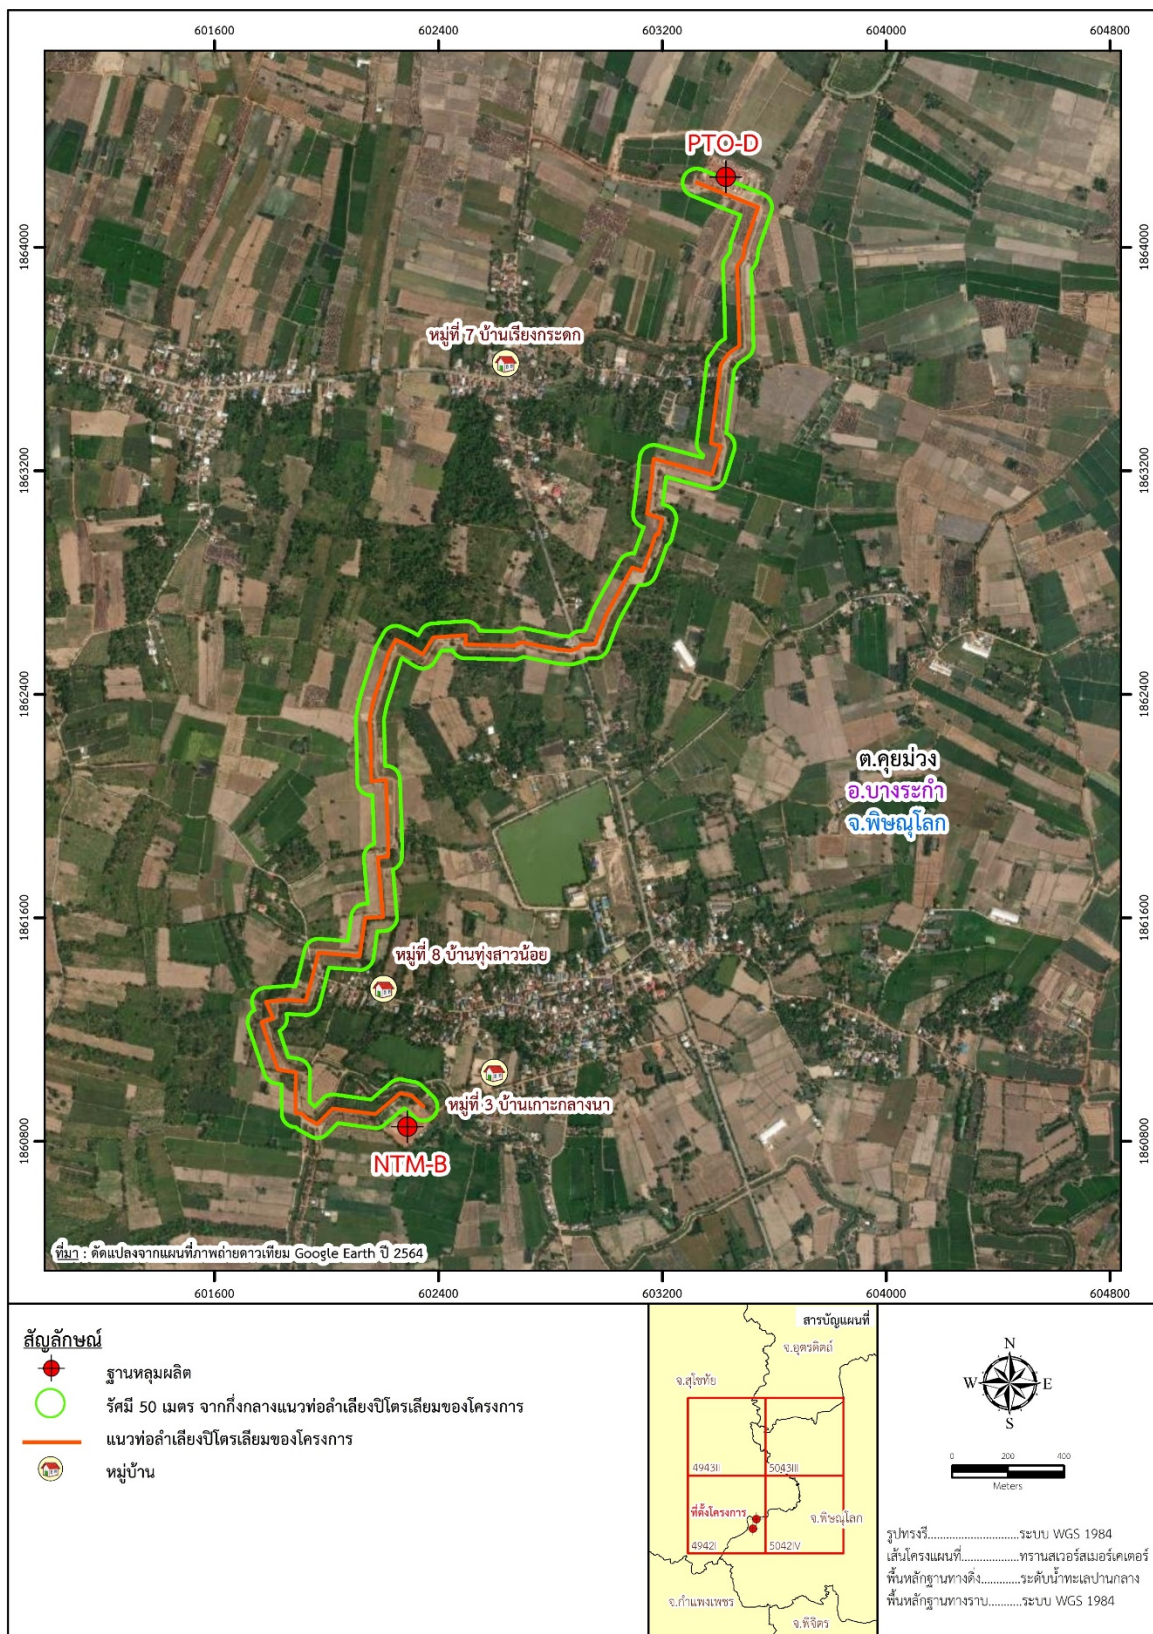 601600 602400 603200 604000 604800
PTO-D
1864000 1864000
หมู่ที่ 7 บ้านเรียงกระดก
1863200 1863200
1862400 1862400
ต.คุยม่วง
อ.บางระกำ
จ.พิษณุโลก
1861600 1861600
หมู่ที่ 8 บ้านทุ่งสาวน้อย
หมู่ที่ 3 บ้านเกาะกลางนา
1860800 1860800
NTM-B
ที่มา : ดัดแปลงจากแผนที่ภาพถ่ายดาวเทียม Google Earth ปี 2564
601600 602400 603200 604000 604800
สัญลักษณ์
ฐานหลุมผลิต
รัศมี 50 เมตร จากกึ่งกลางแนวท่อลำเลียงปิโตรเลียมของโครงการ
แนวท่อลำเลียงปิโตรเลียมของโครงการ
หมู่บ้าน
สารบัญแผนที่
จ.อุตรดิตถ์
จ.สุโขทัย
4943II 5043III
ที่ตั้งโครงการ
จ.พิษณุโลก
4942I 5042IV
จ.กำแพงเพชร
จ.พิจิตร
N
W E
S
0 200 400
Meters
รูปทรงรี............................ระบบ WGS 1984
เส้นโครงแผนที่..................ทรานสเวอร์สเมอร์เคเตอร์
พื้นหลักฐานทางดิ่ง.............ระดับน้ำทะเลปานกลาง
พื้นหลักฐานทางราบ...........ระบบ WGS 1984